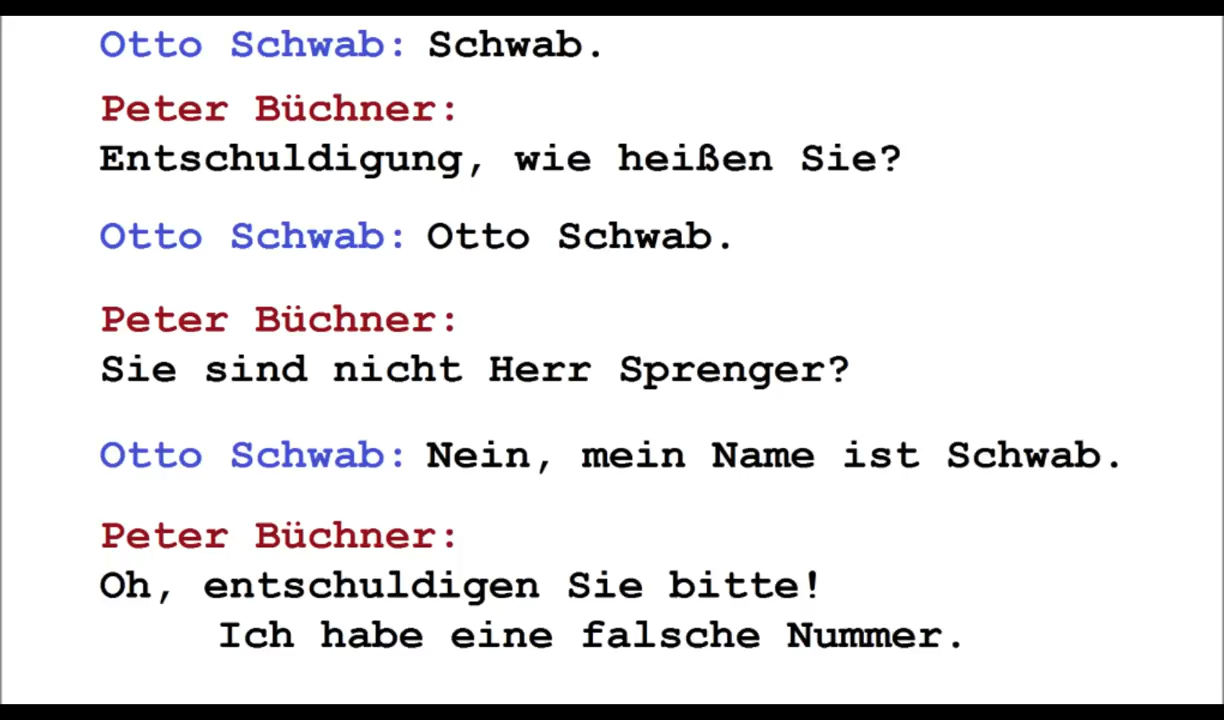 Otto Schwab: Schwab.
Peter Büchner:
Entschuldigung, wie heißen Sie?
Otto Schwab: Otto Schwab.
Peter Büchner:
Sie sind nicht Herr Sprenger?
Otto Schwab: Nein, mein Name ist Schwab.
Peter Büchner:
Oh, entschuldigen Sie bitte!
Ich habe eine falsche Nummer.